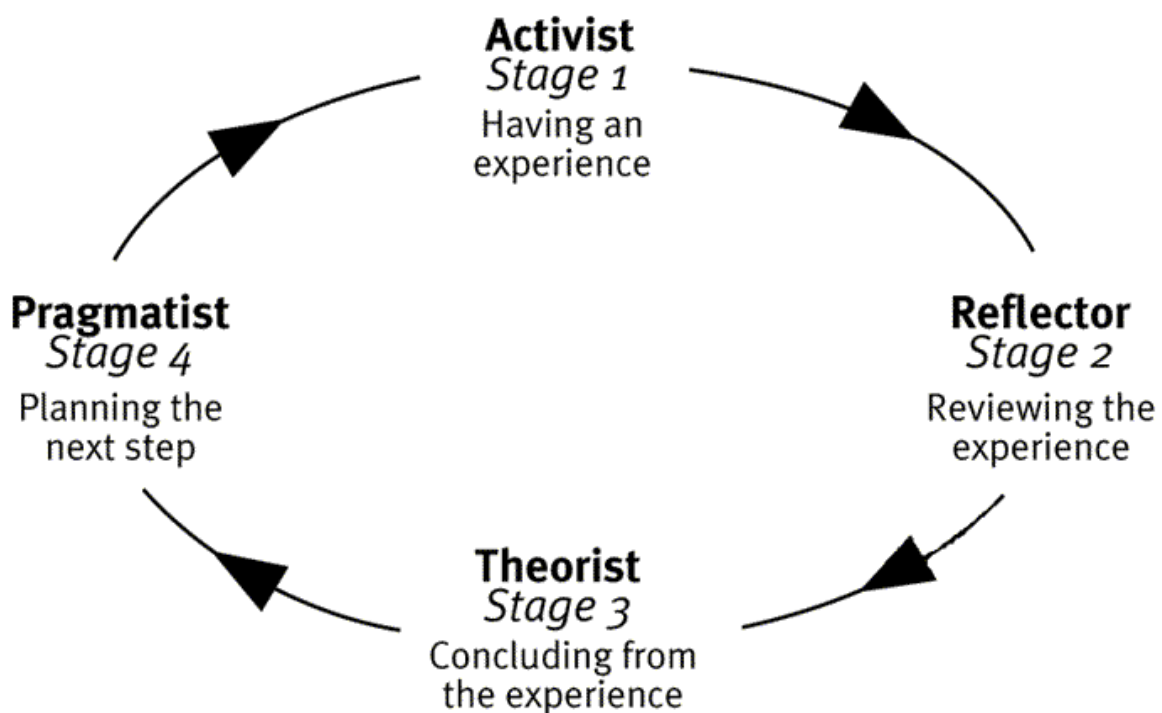 Activist
Stage 1
Having an
experience
Reflector
Stage 2
Reviewing the
experience
Theorist
Stage 3
Concluding from
the experience
Pragmatist
Stage 4
Planning the
next step